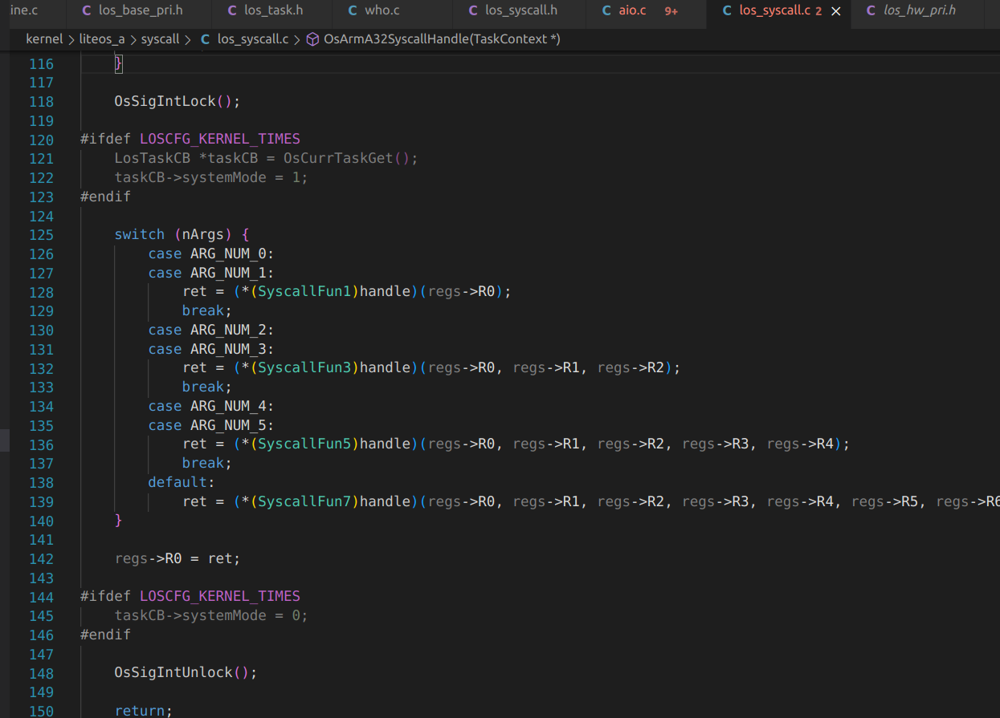 ine.c C los_base_pri.h C los_task.h C who.c C los_syscall.h C aio.c 9+ C los_syscall.c 2 × C los_hw_pri.h
kernel > liteos_a > syscall > C los_syscall.c > OsArmA32SyscallHandle(TaskContext *)
116 }
117
118 OsSigIntLock();
119
120 #ifdef LOSCFG_KERNEL_TIMES
121 LosTaskCB *taskCB = OsCurrTaskGet();
122 taskCB->systemMode = 1;
123 #endif
124
125 switch (nArgs) {
126 case ARG_NUM_0:
127 case ARG_NUM_1:
128 ret = (*(SyscallFun1)handle)(regs->R0);
129 break;
130 case ARG_NUM_2:
131 case ARG_NUM_3:
132 ret = (*(SyscallFun3)handle)(regs->R0, regs->R1, regs->R2);
133 break;
134 case ARG_NUM_4:
135 case ARG_NUM_5:
136 ret = (*(SyscallFun5)handle)(regs->R0, regs->R1, regs->R2, regs->R3, regs->R4);
137 break;
138 default:
139 ret = (*(SyscallFun7)handle)(regs->R0, regs->R1, regs->R2, regs->R3, regs->R4, regs->R5, regs->R6
140 }
141
142 regs->R0 = ret;
143
144 #ifdef LOSCFG_KERNEL_TIMES
145 taskCB->systemMode = 0;
146 #endif
147
148 OsSigIntUnlock();
149
150 return;